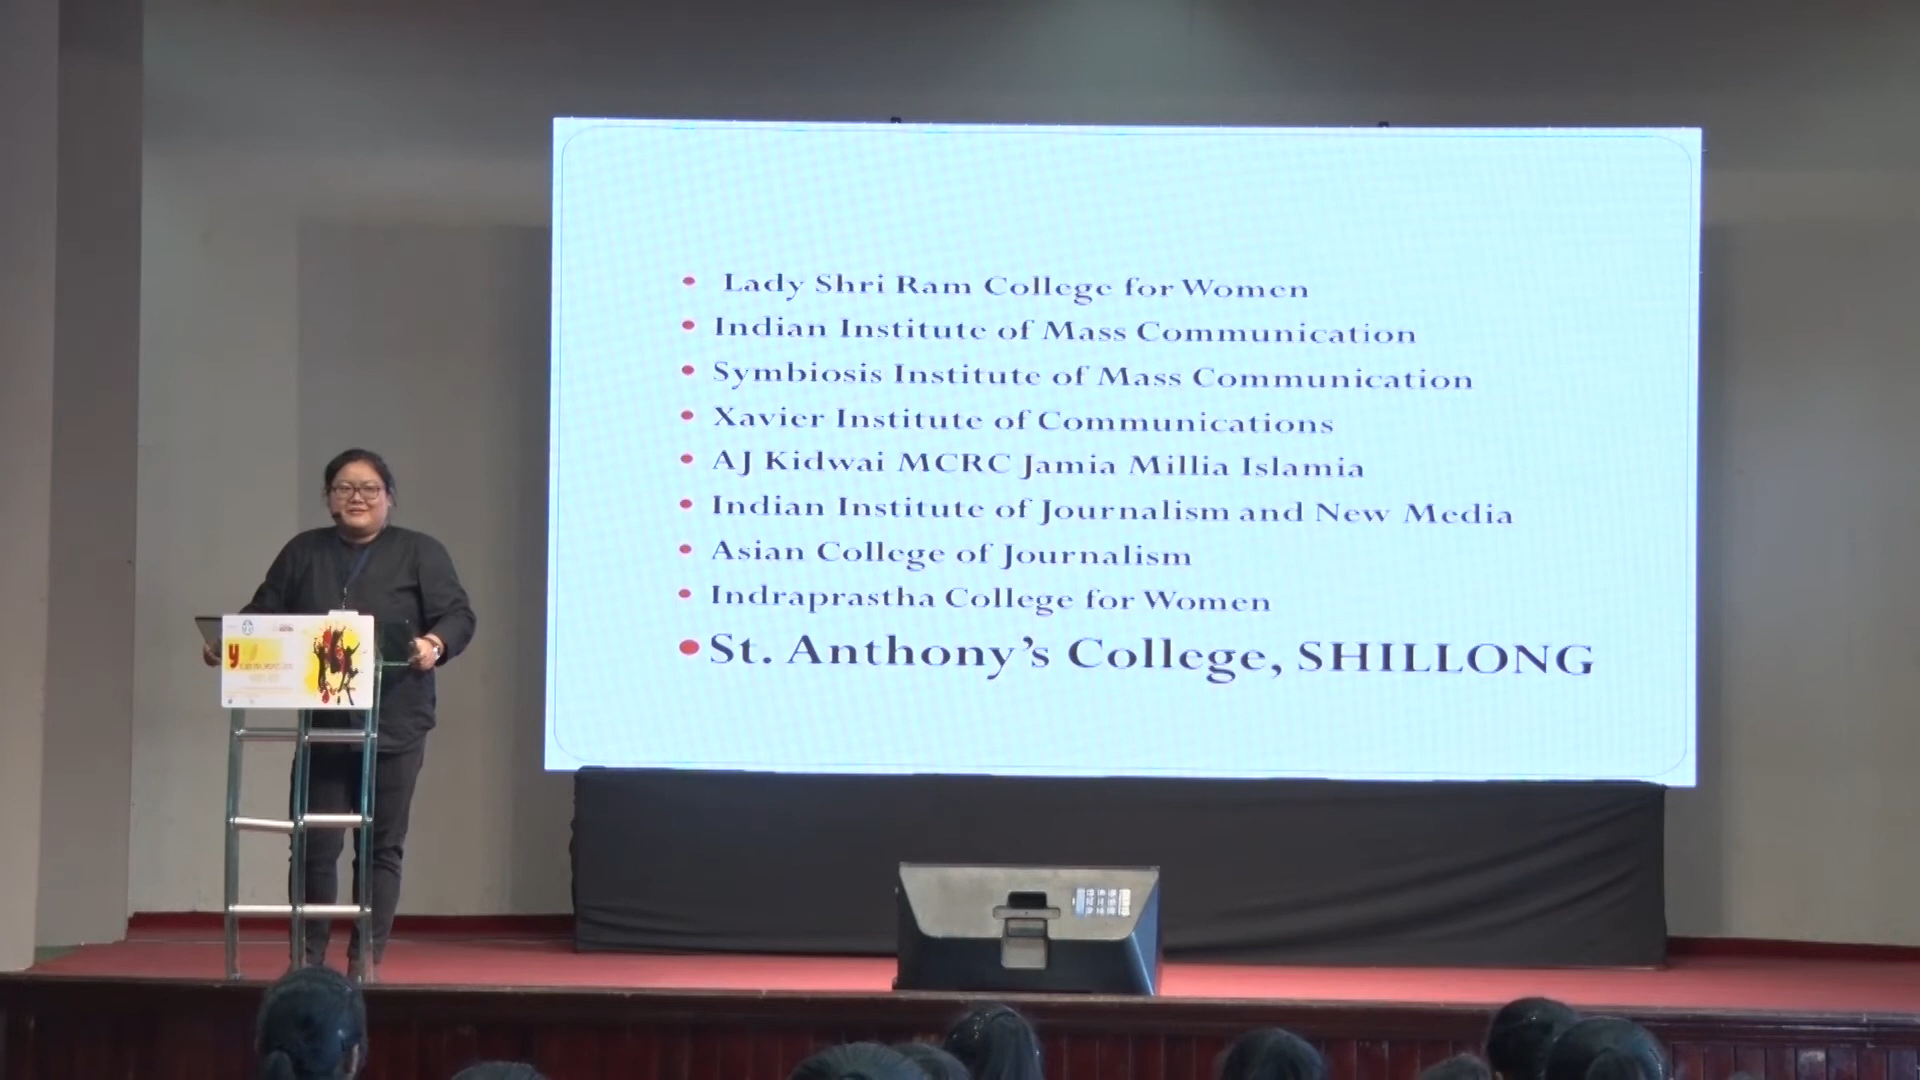 Lady Shri Ram College for Women
Indian Institute of Mass Communication
Symbiosis Institute of Mass Communication
Xavier Institute of Communications
AJ Kidwai MCRC Jamia Millia Islamia
Indian Institute of Journalism and New Media
Asian College of Journalism
Indraprastha College for Women
St. Anthony's College, SHILLONG